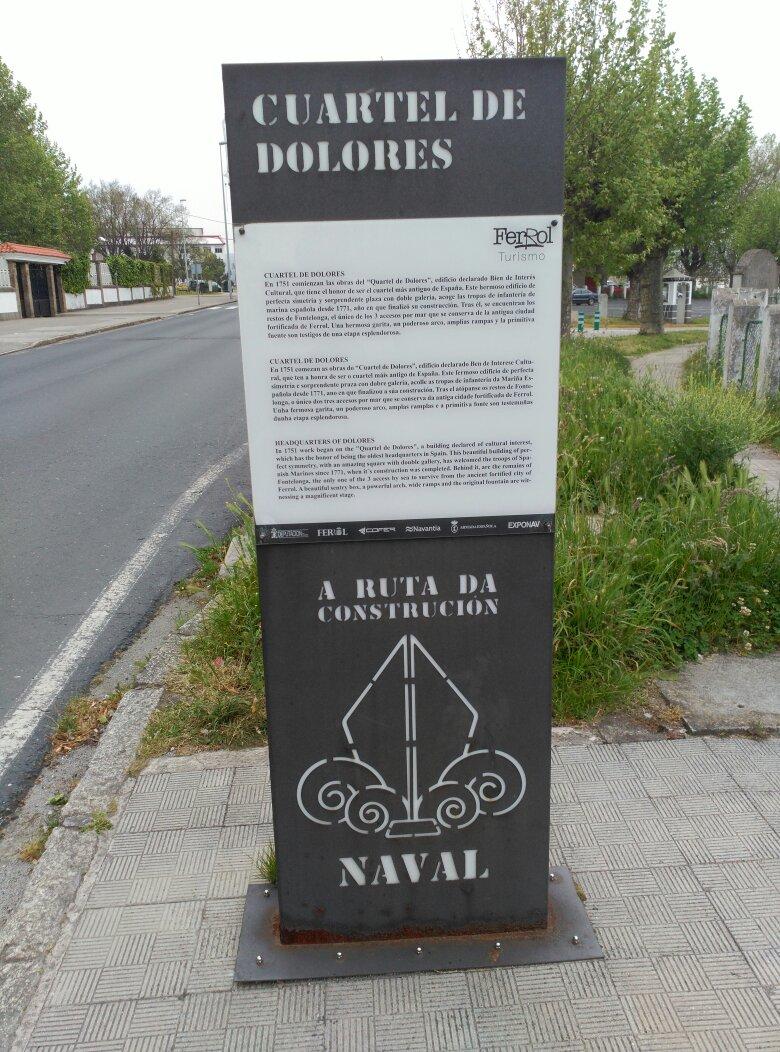 CUARTEL DE
DOLORES
FerRol
Turismo
CUARTEL DE DOLORES
En 1751 comienzan las obras del "Quartel de Dolores", edificio declarado Bien de Interés
Cultural, que tiene el honor de ser el cuartel más antiguo de España. Este hermoso edificio de
perfecta simetría y sorprendente plaza con doble galería, acoge las tropas de infantería de
marina española desde 1771, año en que finalizó su construcción. Tras él, se encuentran los
restos de Fontelonga, el único de los 3 accesos por mar que se conserva de la antigua ciudad
fortificada de Ferrol. Una hermosa garita, un poderoso arco, amplias rampas y la primitiva
fuente son testigos de una etapa esplendorosa.
CUARTEL DE DOLORES
En 1751 comezan as obras do "Quartel de Dolores", edificio declarado Ben de Interese Cultu-
ral, que ten a honra de ser o cuartel máis antigo de España. Este fermoso edificio de perfecta
simetría e sorprendente praza con dobre galería, acolle as tropas de infantería da Mariña Es-
pañola desde 1771, ano en que finalizou a súa construción. Tras el atópanse os restos de Fonte-
longa, o único dos tres accesos por mar que se conserva da antiga cidade fortificada de Ferrol.
Unha fermosa garita, un poderoso arco, amplas ramplas e a primitiva fonte son testemuñas
dunha etapa esplendorosa.
HEADQUARTERS OF DOLORES
In 1751 work began on the "Quartel de Dolores", a building declared of cultural interest,
which has the honor of being the oldest headquarters in Spain. This beautiful building of per-
fect symmetry, with an amazing square with double gallery, has welcomed the troops of Spa-
nish Marines since 1771, when it's construction was completed. Behind it, are the remains of
Fontelonga, the only one of the 3 access by sea to survive from the ancient fortified city of
Ferrol. A beautiful sentry box, a powerful arch, wide ramps and the original fountain are wit-
nessing a magnificent stage.
DEPUTACIÓN FERROL COFER Navantia ARMADA ESPAÑOLA EXPONAV
A RUTA DA
CONSTRUCIÓN
NAVAL